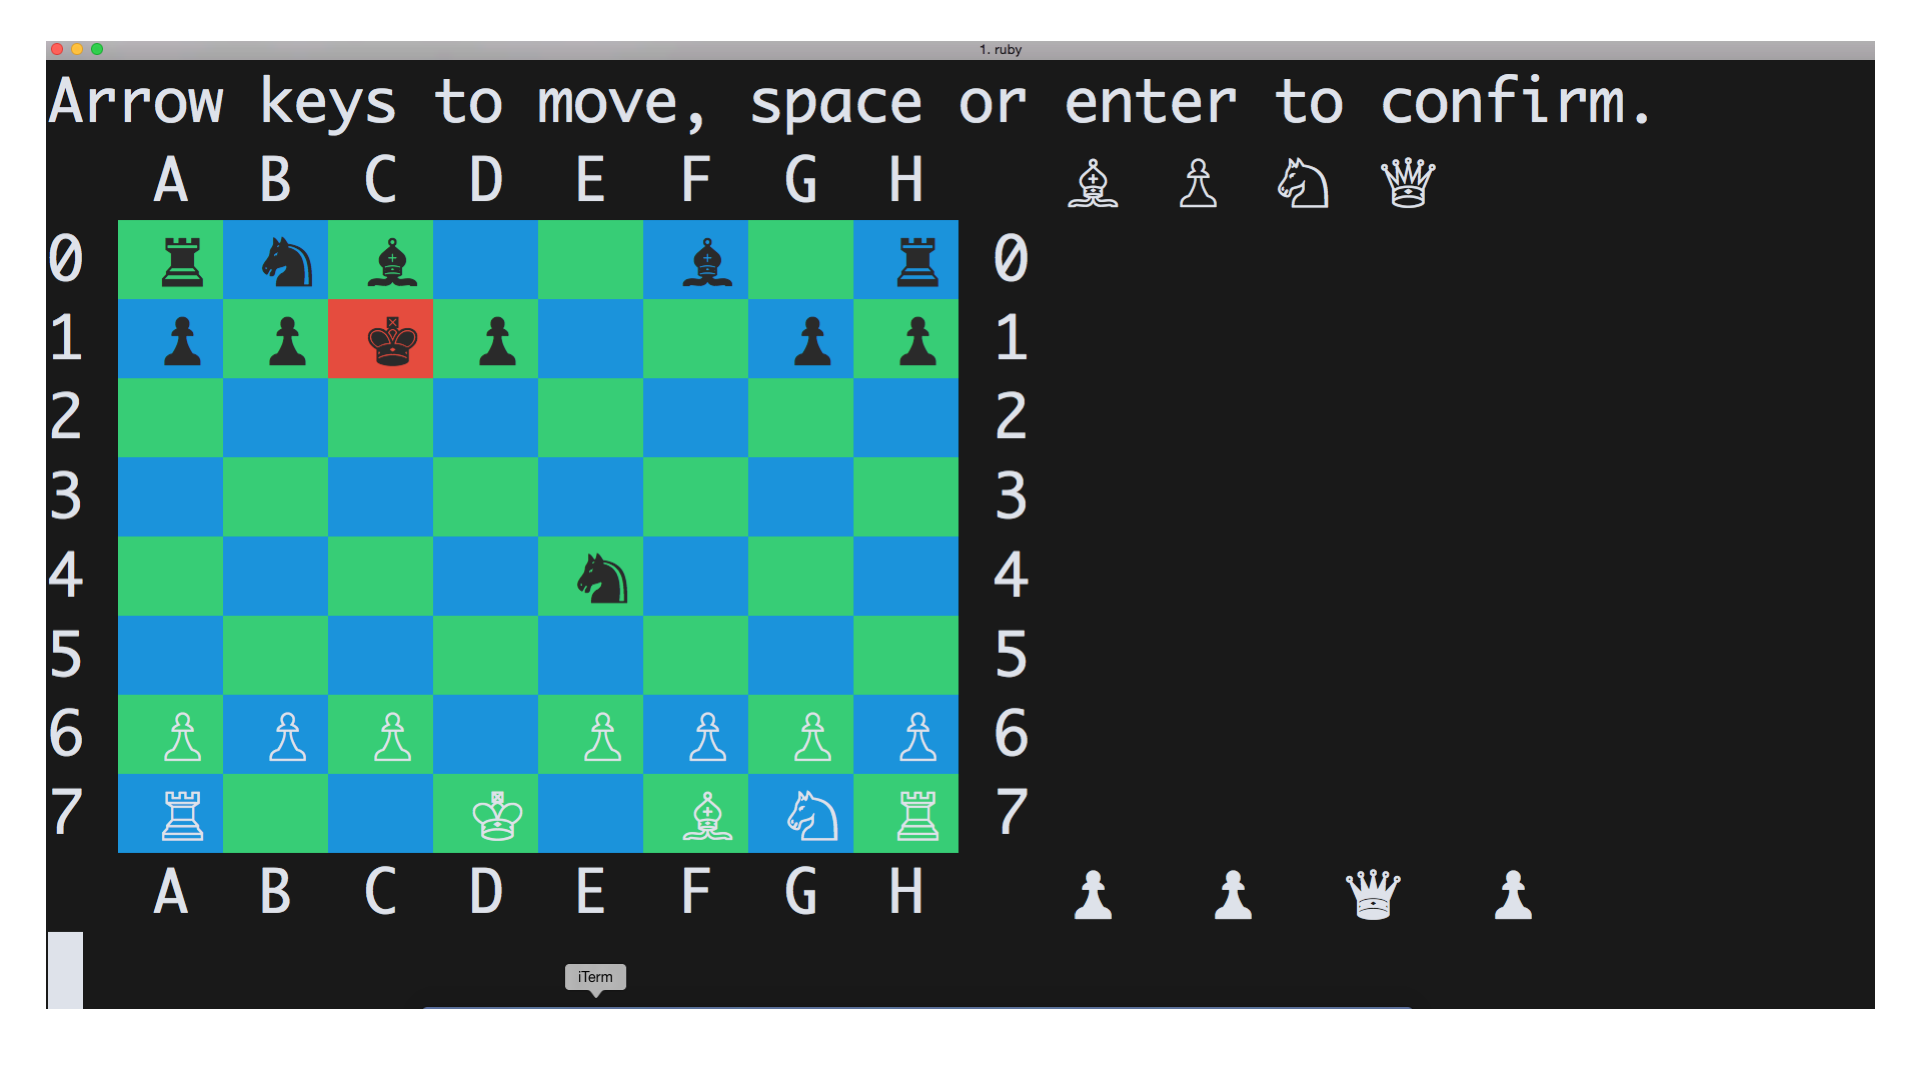 1. ruby
Arrow keys to move, space or enter to confirm.
A B C D E F G H
0 0
1 1
2 2
3 3
4 4
5 5
6 6
7 7
A B C D E F G H
iTerm